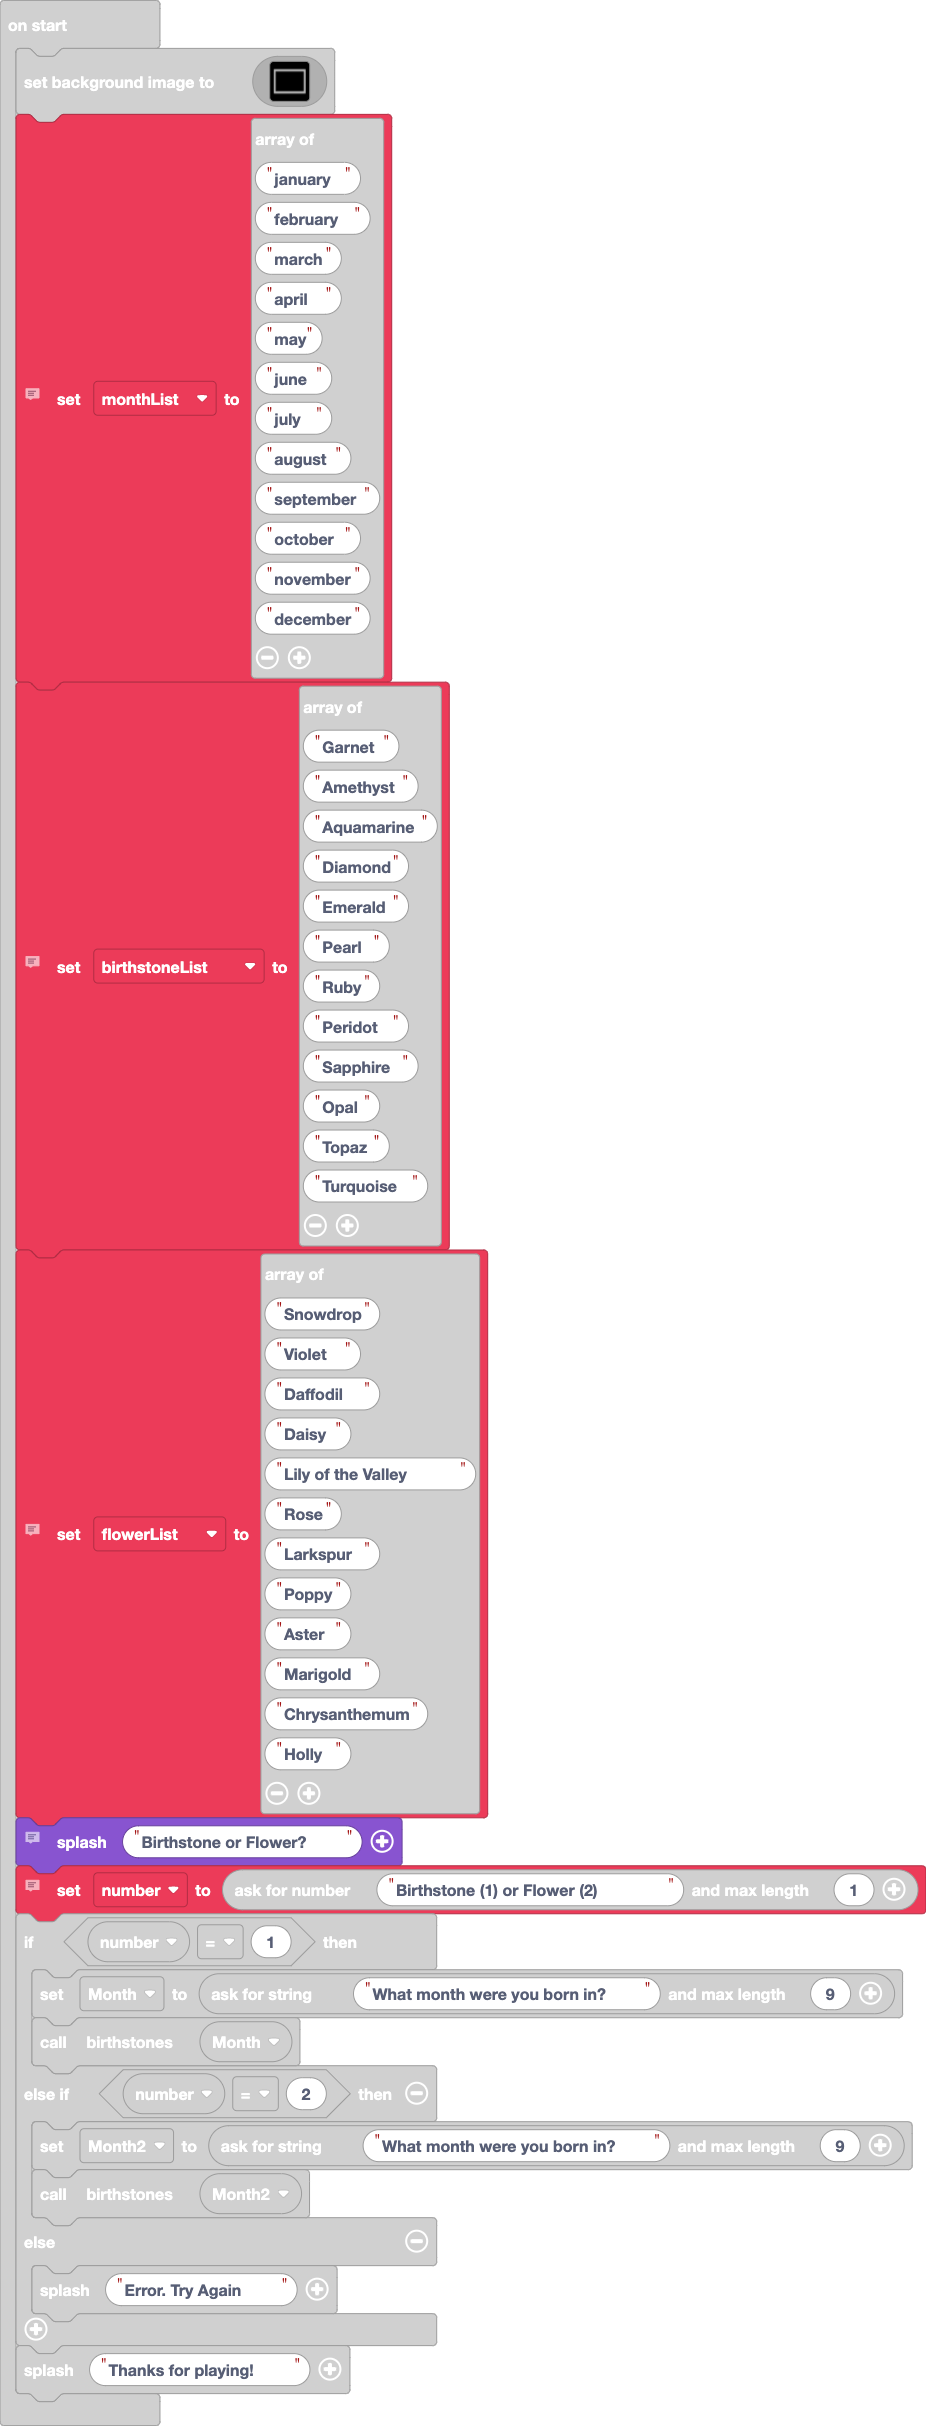 on start
set background image to
array of
"january"
"february"
"march"
"april"
"may"
"june"
set monthList to
"july"
"august"
"september"
"october"
"november"
"december"
array of
"Garnet"
"Amethyst"
"Aquamarine"
"Diamond"
"Emerald"
"Pearl"
set birthstoneList to
"Ruby"
"Peridot"
"Sapphire"
"Opal"
"Topaz"
"Turquoise"
array of
"Snowdrop"
"Violet"
"Daffodil"
"Daisy"
"Lily of the Valley"
"Rose"
set flowerList to
"Larkspur"
"Poppy"
"Aster"
"Marigold"
"Chrysanthemum"
"Holly"
splash "Birthstone or Flower?"
set number to ask for number "Birthstone (1) or Flower (2)" and max length 1
if number = 1 then
set Month to ask for string "What month were you born in?" and max length 9
call birthstones Month
else if number = 2 then
set Month2 to ask for string "What month were you born in?" and max length 9
call birthstones Month2
else
splash "Error. Try Again"
splash "Thanks for playing!"